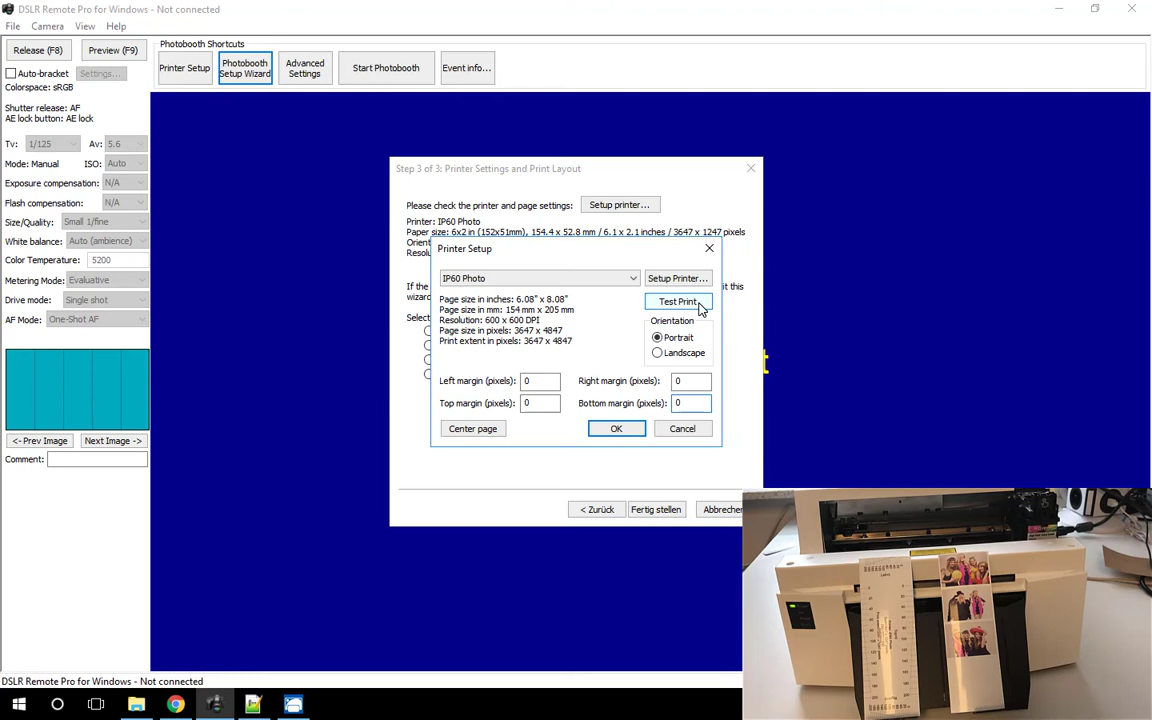 DSLR Remote Pro for Windows - Not connected
File Camera View Help
Photobooth Shortcuts
Release (F8) Preview (F9)
Printer Setup Photobooth Setup Wizard Advanced Settings Start Photobooth Event info...
Auto-bracket Settings...
Colorspace: sRGB
Shutter release: AF
AE lock button: AE lock
Tv: 1/125 Av: 5.6
Mode: Manual ISO: Auto
Exposure compensation: N/A
Flash compensation: N/A
Size/Quality: Small 1/fine
White balance: Auto (ambience)
Color Temperature: 5200
Metering Mode: Evaluative
Drive mode: Single shot
AF Mode: One-Shot AF
<- Prev Image Next Image ->
Comment:
Step 3 of 3: Printer Settings and Print Layout
Please check the printer and page settings: Setup printer...
Printer: IP60 Photo
Paper size: 6x2 in (152x51mm), 154.4 x 52.8 mm / 6.1 x 2.1 inches / 3647 x 1247 pixels
Orient
Resolu
If the
it this
wizar
Select
Printer Setup
IP60 Photo Setup Printer...
Page size in inches: 6.08" x 8.08"
Page size in mm: 154 mm x 205 mm
Resolution: 600 x 600 DPI
Page size in pixels: 3647 x 4847
Print extent in pixels: 3647 x 4847
Test Print...
Orientation
Portrait
Landscape
Left margin (pixels): 0 Right margin (pixels): 0
Top margin (pixels): 0 Bottom margin (pixels): 0
Center page OK Cancel
< Zurück Fertig stellen Abbrechen
DSLR Remote Pro for Windows - Not connected